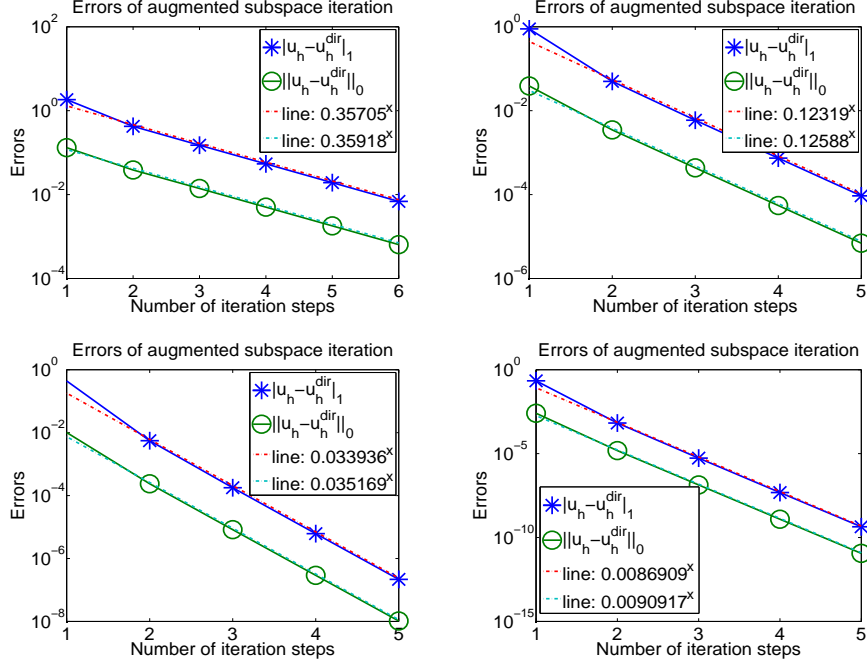 Errors of augmented subspace iteration
10^2
10^0
10^-2
10^-4
Errors
1 2 3 4 5 6
Number of iteration steps
|u_h−u_h^dir|_1
||u_h−u_h^dir||_0
line: 0.35705^x
line: 0.35918^x
Errors of augmented subspace iteration
10^0
10^-2
10^-4
10^-6
Errors
1 2 3 4 5
Number of iteration steps
|u_h−u_h^dir|_1
||u_h−u_h^dir||_0
line: 0.12319^x
line: 0.12588^x
Errors of augmented subspace iteration
10^0
10^-2
10^-4
10^-6
10^-8
Errors
1 2 3 4 5
Number of iteration steps
|u_h−u_h^dir|_1
||u_h−u_h^dir||_0
line: 0.033936^x
line: 0.035169^x
Errors of augmented subspace iteration
10^0
10^-5
10^-10
10^-15
Errors
1 2 3 4 5
Number of iteration steps
|u_h−u_h^dir|_1
||u_h−u_h^dir||_0
line: 0.0086909^x
line: 0.0090917^x